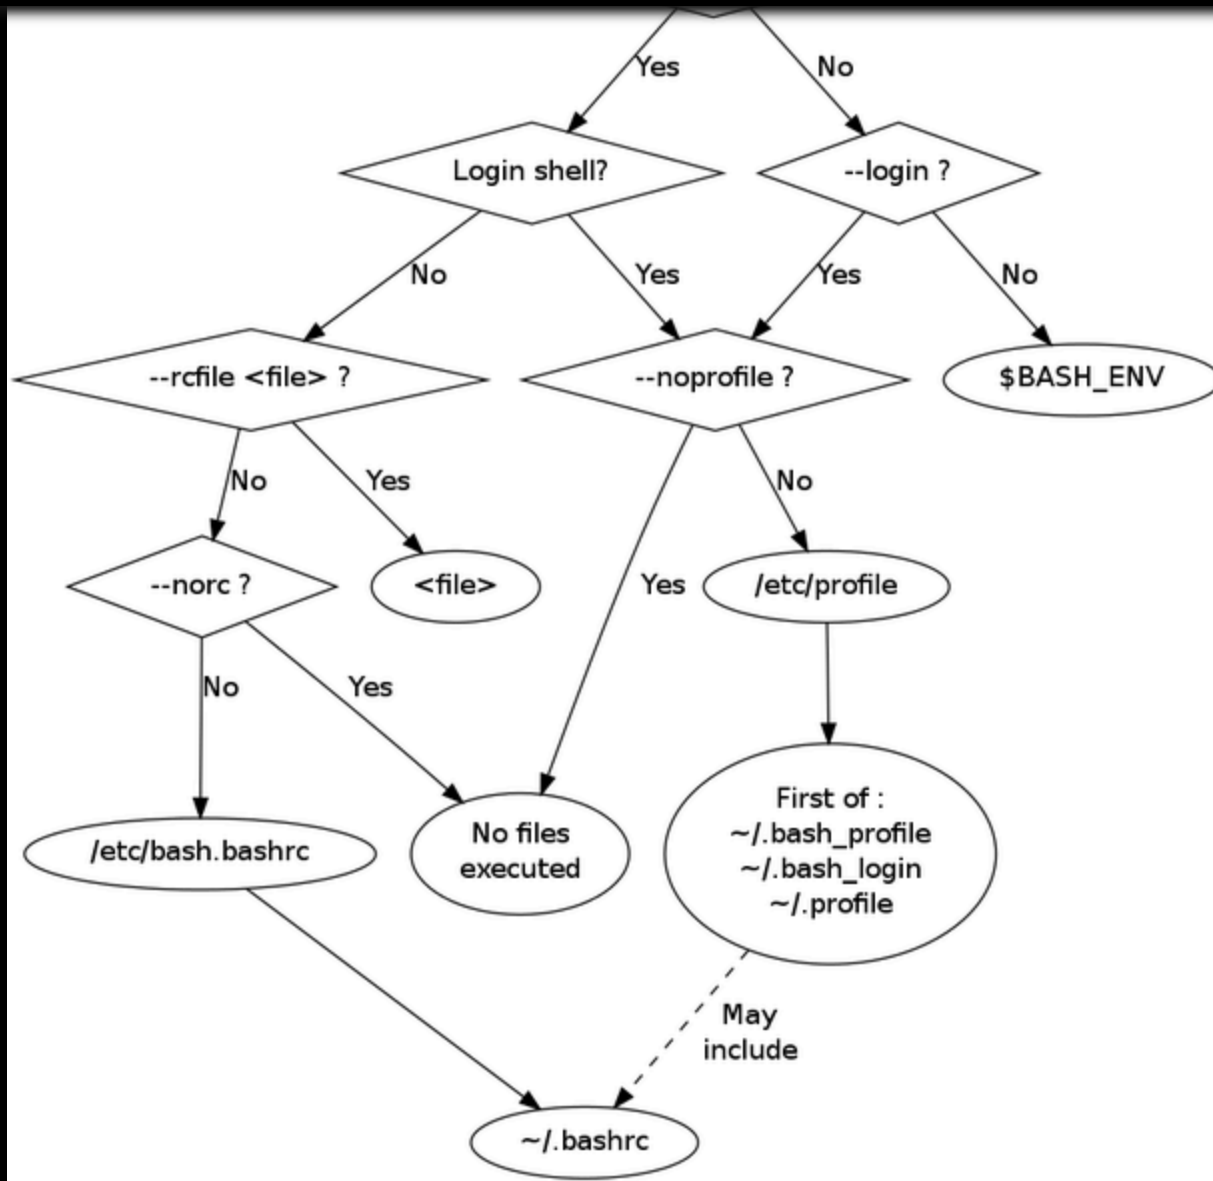 Yes
No
Login shell?
--login ?
No
Yes
Yes
No
--rcfile <file> ?
--noprofile ?
$BASH_ENV
No
Yes
No
--norc ?
<file>
Yes
/etc/profile
No
Yes
First of :
~/.bash_profile
~/.bash_login
~/.profile
/etc/bash.bashrc
No files
executed
May
include
~/.bashrc